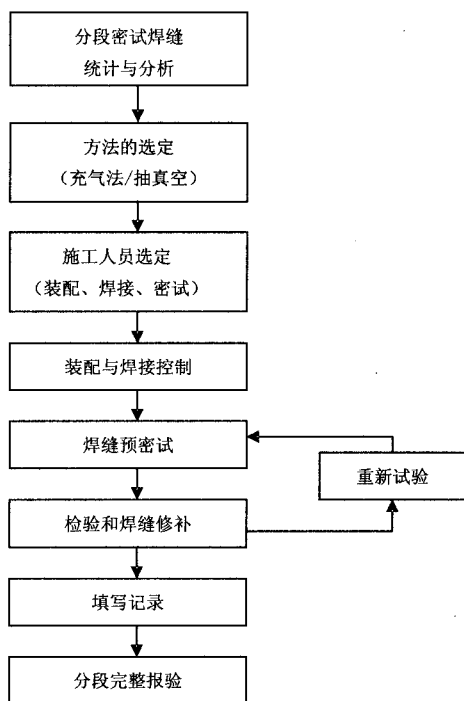 分段密试焊缝
统计与分析
方法的选定
（充气法/抽真空）
施工人员选定
（装配、焊接、密试）
装配与焊接控制
焊缝预密试
重新试验
检验和焊缝修补
填写记录
分段完整报验